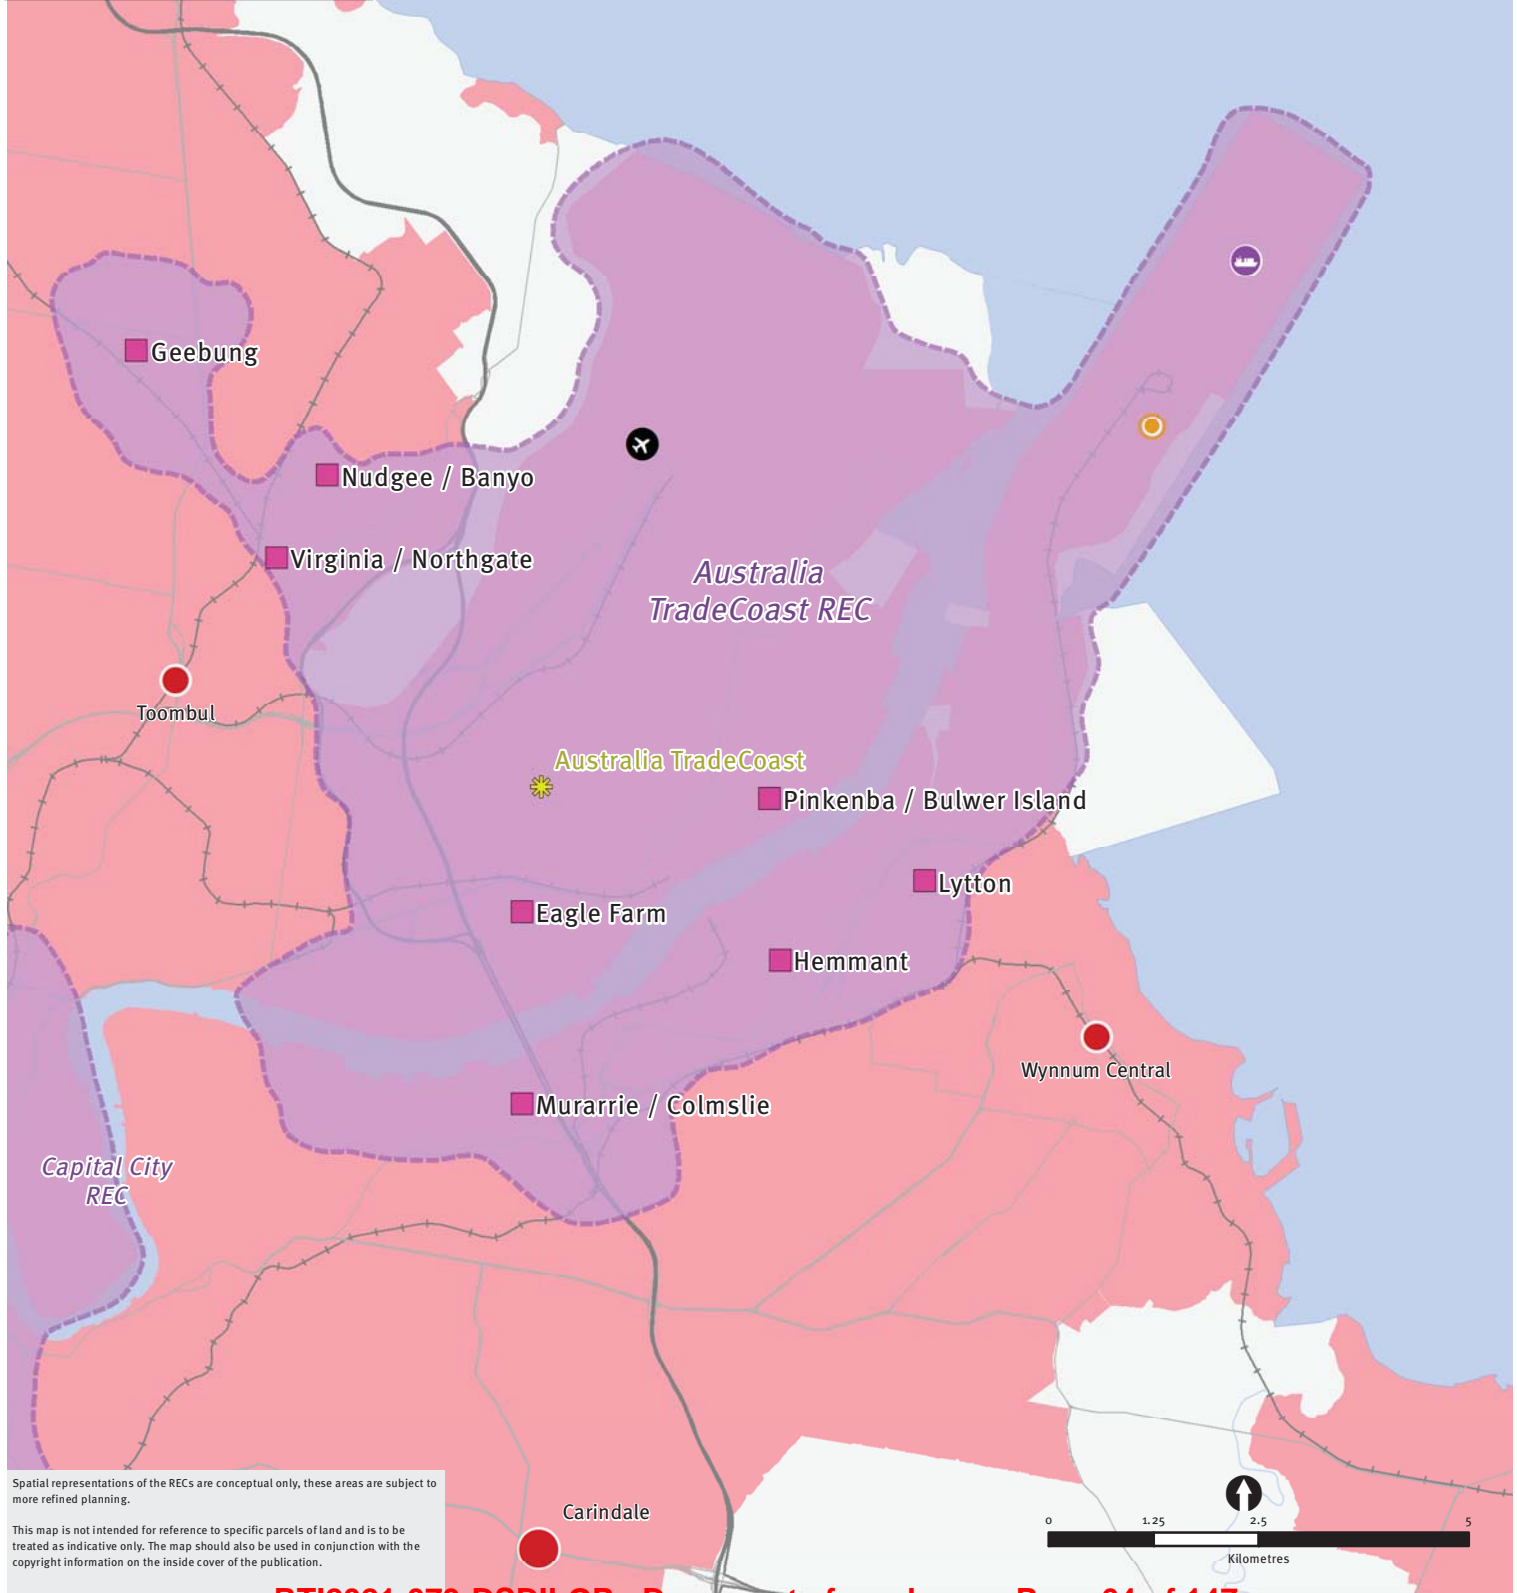 Geebung
Nudgee / Banyo
Virginia / Northgate
Australia
TradeCoast REC
Toombul
Australia TradeCoast
Pinkenba / Bulwer Island
Lytton
Eagle Farm
Hemmant
Wynnum Central
Murarrie / Colmslie
Capital City
REC
Spatial representations of the RECs are conceptual only, these areas are subject to
more refined planning.
This map is not intended for reference to specific parcels of land and is to be
treated as indicative only. The map should also be used in conjunction with the
copyright information on the inside cover of the publication.
Carindale
0 1.25 2.5 5
Kilometres